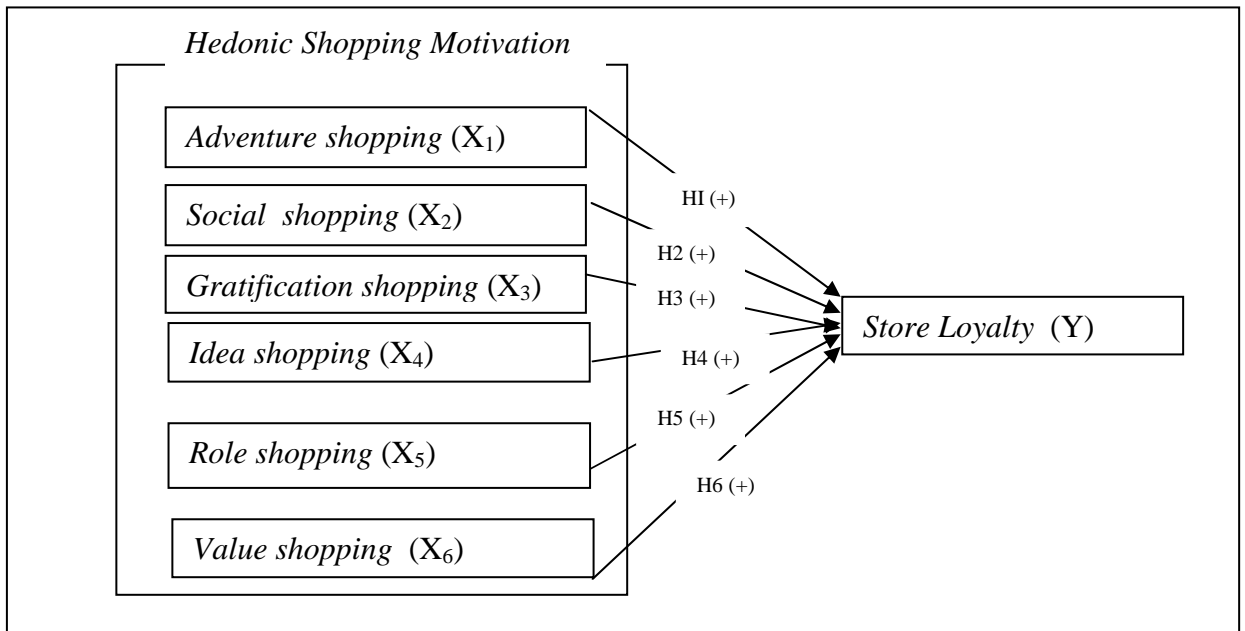 Hedonic Shopping Motivation
Adventure shopping (X₁)
Social shopping (X₂)
Gratification shopping (X₃)
Idea shopping (X₄)
Role shopping (X₅)
Value shopping (X₆)
HI (+)
H2 (+)
H3 (+)
H4 (+)
H5 (+)
H6 (+)
Store Loyalty (Y)